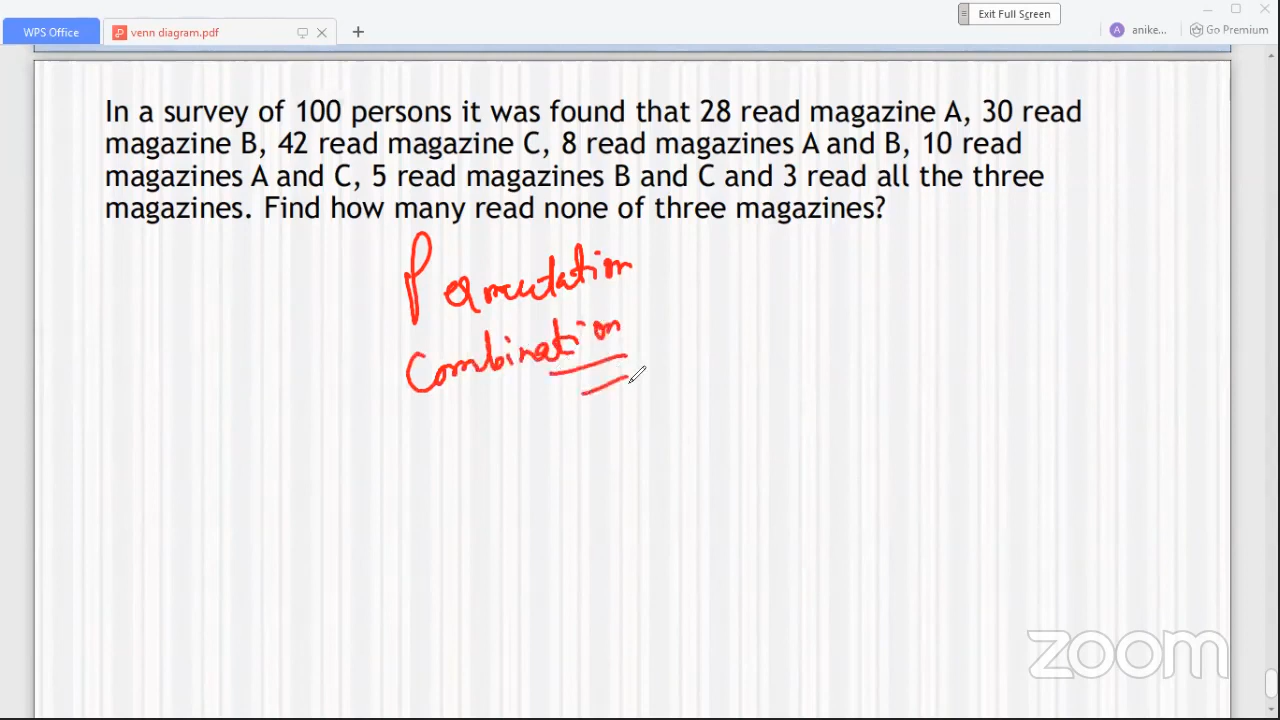 Exit Full Screen
WPS Office
venn diagram.pdf
anike...
Go Premium
In a survey of 100 persons it was found that 28 read magazine A, 30 read
magazine B, 42 read magazine C, 8 read magazines A and B, 10 read
magazines A and C, 5 read magazines B and C and 3 read all the three
magazines. Find how many read none of three magazines?
Permutation
Combination
zoom